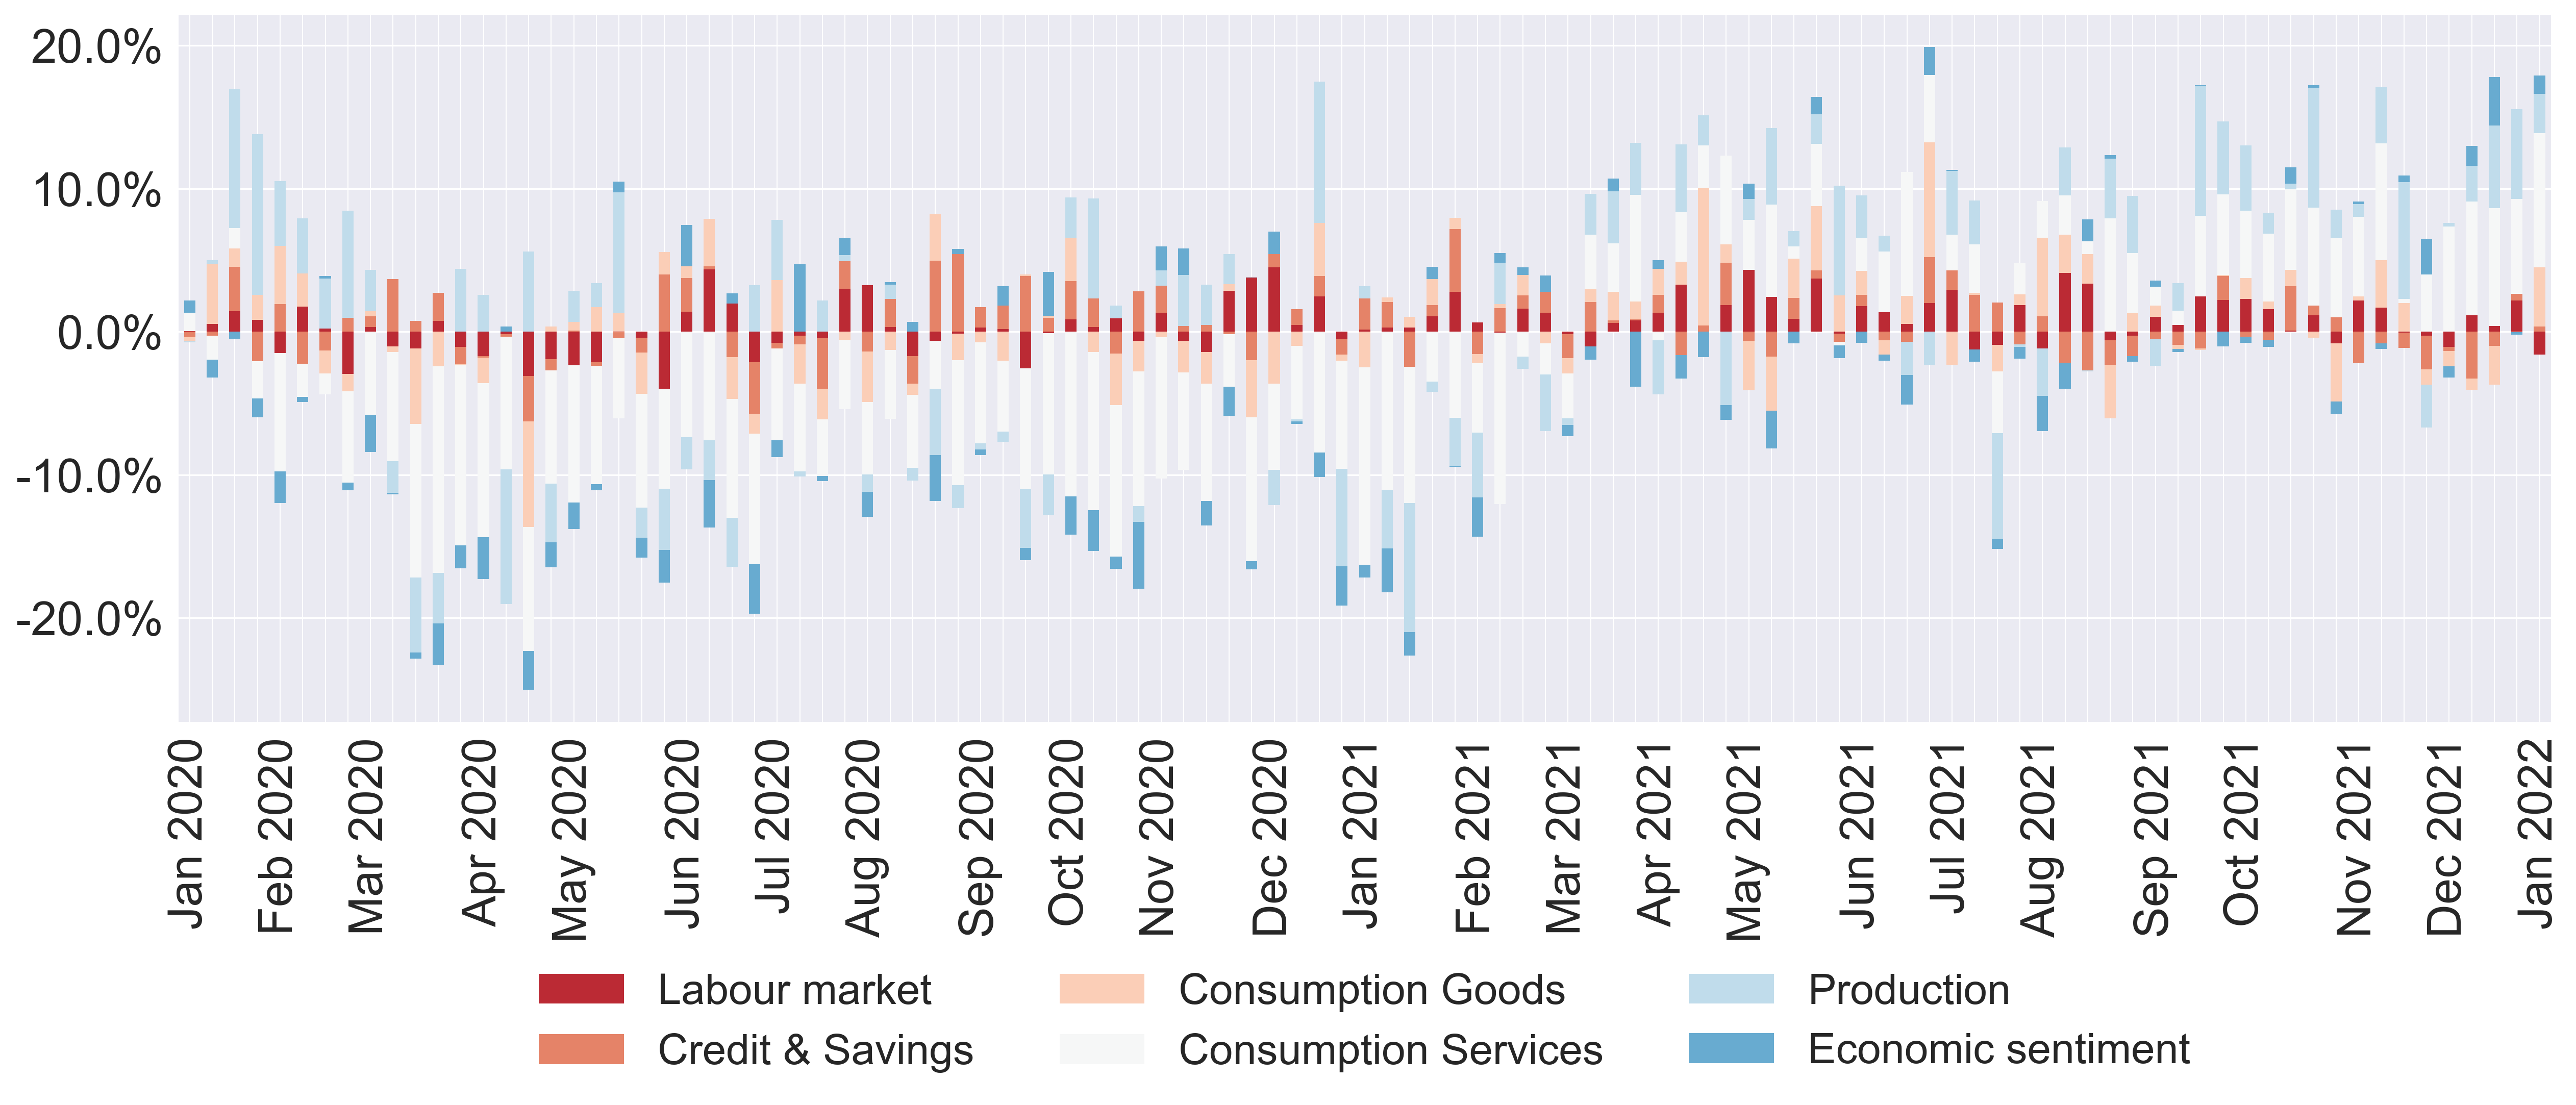 20.0%
10.0%
0.0%
-10.0%
-20.0%
Jan 2020
Feb 2020
Mar 2020
Apr 2020
May 2020
Jun 2020
Jul 2020
Aug 2020
Sep 2020
Oct 2020
Nov 2020
Dec 2020
Jan 2021
Feb 2021
Mar 2021
Apr 2021
May 2021
Jun 2021
Jul 2021
Aug 2021
Sep 2021
Oct 2021
Nov 2021
Dec 2021
Jan 2022
Labour market
Consumption Goods
Production
Credit & Savings
Consumption Services
Economic sentiment